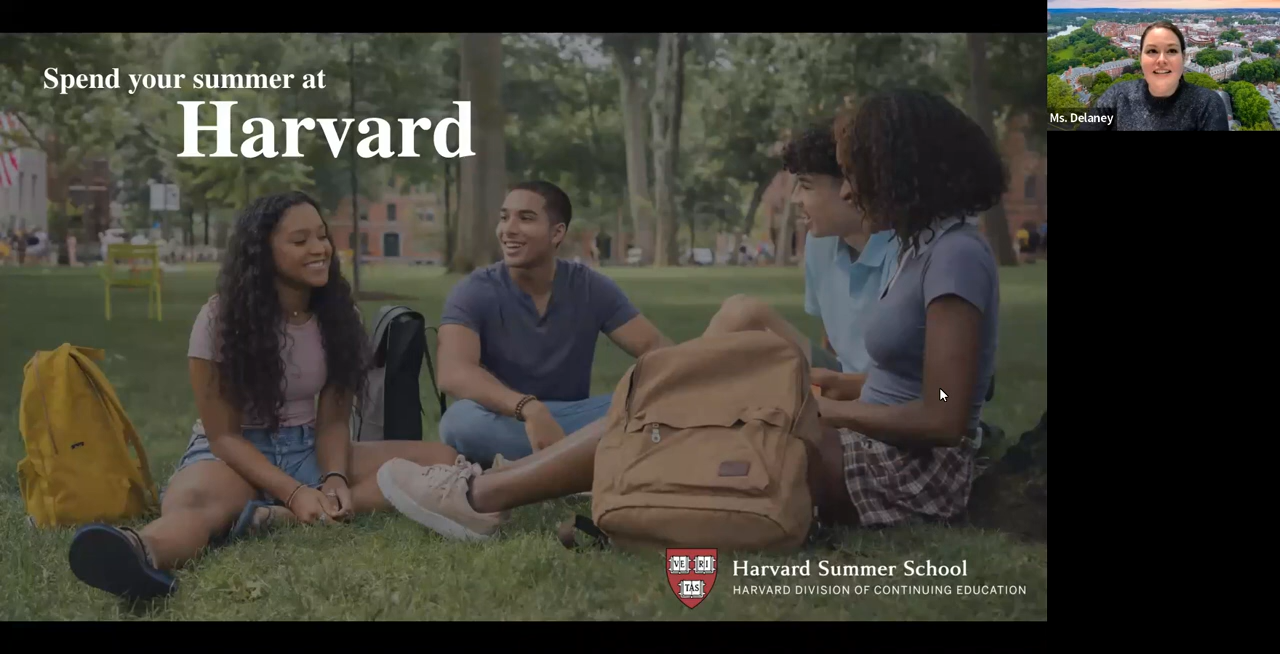 Spend your summer at
Harvard
Ms. Delaney
VE RI
TAS
Harvard Summer School
HARVARD DIVISION OF CONTINUING EDUCATION